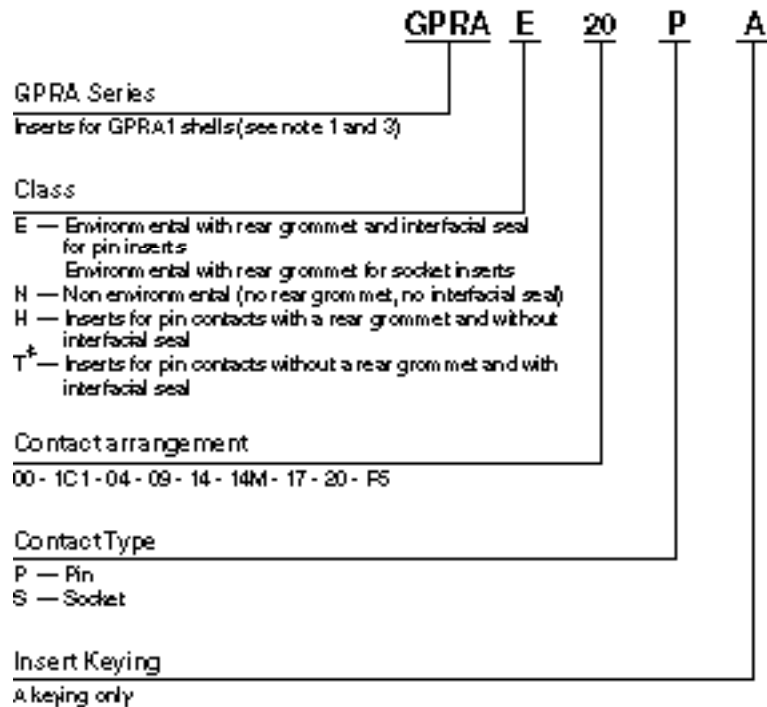 GPRA E 20 P A
GPRA Series
Inserts for GPRA1 shells (see note 1 and 3)
Class
E — Environmental with rear grommet and interfacial seal
for pin inserts
Environmental with rear grommet for socket inserts
N — Non environmental (no rear grommet, no interfacial seal)
H — Inserts for pin contacts with a rear grommet and without
interfacial seal
T* — Inserts for pin contacts without a rear grommet and with
interfacial seal
Contact arrangement
00 - 1C1 - 04 - 09 - 14 - 14M - 17 - 20 - F5
Contact Type
P — Pin
S — Socket
Insert Keying
A keying only